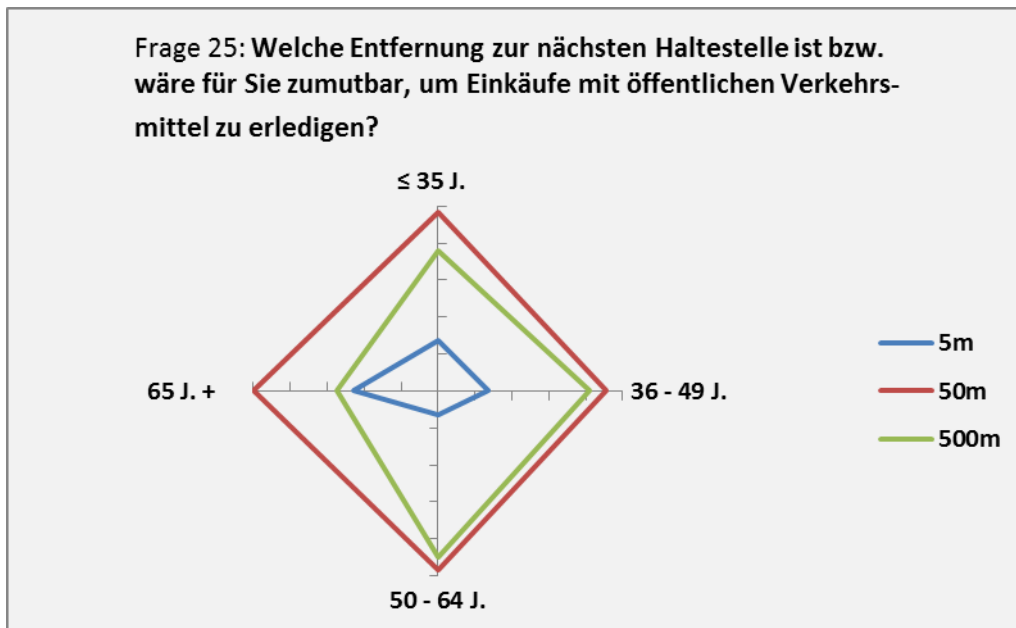 Frage 25: Welche Entfernung zur nächsten Haltestelle ist bzw.
wäre für Sie zumutbar, um Einkäufe mit öffentlichen Verkehrs-
mittel zu erledigen?
≤ 35 J.
65 J. +
36 - 49 J.
50 - 64 J.
5m
50m
500m